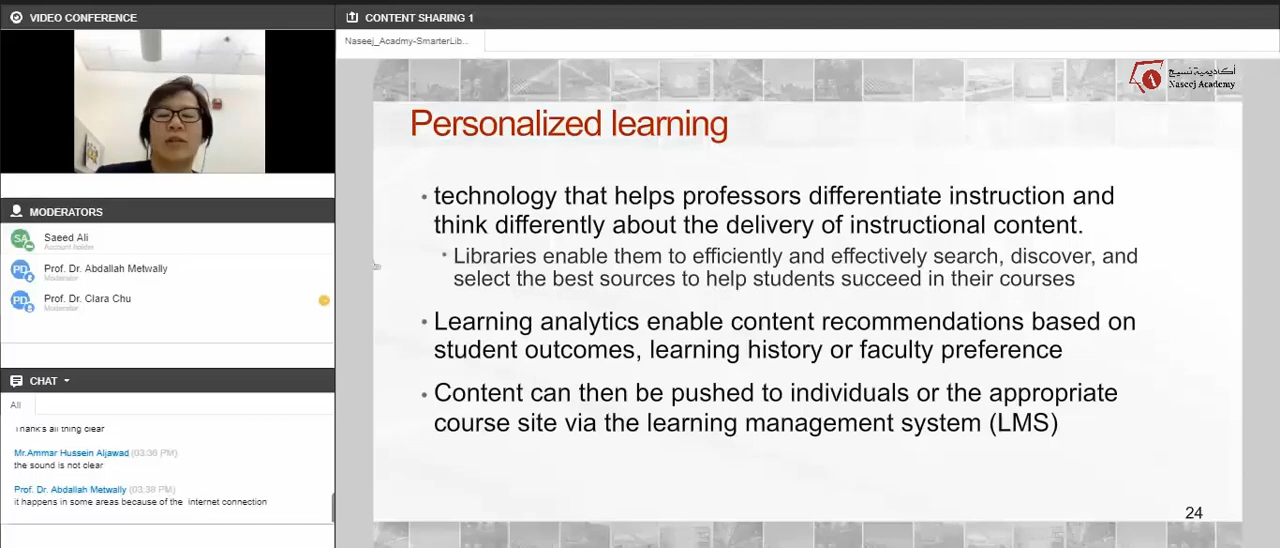 VIDEO CONFERENCE
CONTENT SHARING 1
Naseej_Acadmy-SmarterLib...
أكاديمية نسيج
Naseej Academy
Personalized learning
• technology that helps professors differentiate instruction and
think differently about the delivery of instructional content.
• Libraries enable them to efficiently and effectively search, discover, and
select the best sources to help students succeed in their courses
• Learning analytics enable content recommendations based on
student outcomes, learning history or faculty preference
• Content can then be pushed to individuals or the appropriate
course site via the learning management system (LMS)
24
MODERATORS
SA
Saeed Ali
Account holder
PD
Prof. Dr. Abdallah Metwally
Moderator
PD
Prof. Dr. Clara Chu
Moderator
CHAT
All
Thank's all thing clear
Mr.Ammar Hussein Aljawad (03:36 PM)
the sound is not clear
Prof. Dr. Abdallah Metwally (03:38 PM)
it happens in some areas because of the internet connection